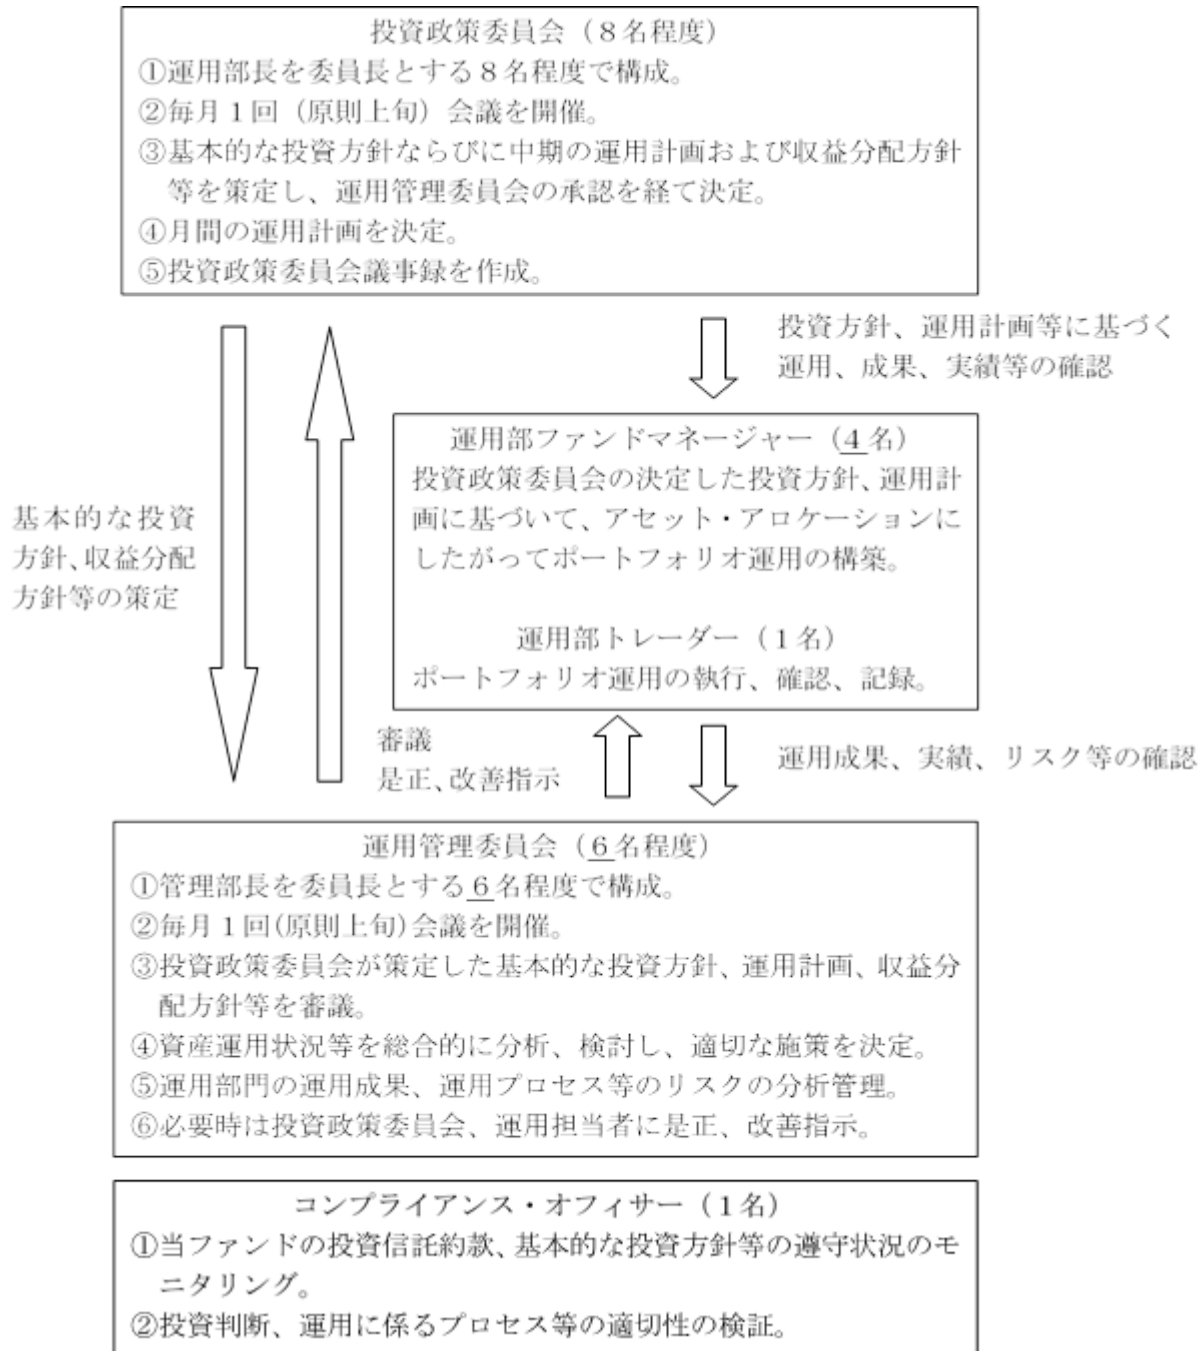 投資政策委員会（8名程度）
①運用部長を委員長とする8名程度で構成。
②毎月1回（原則上旬）会議を開催。
③基本的な投資方針ならびに中期の運用計画および収益分配方針
等を策定し、運用管理委員会の承認を経て決定。
④月間の運用計画を決定。
⑤投資政策委員会議事録を作成。
投資方針、運用計画等に基づく
運用、成果、実績等の確認
運用部ファンドマネージャー（4名）
投資政策委員会の決定した投資方針、運用計
画に基づいて、アセット・アロケーションに
したがってポートフォリオ運用の構築。
運用部トレーダー（1名）
ポートフォリオ運用の執行、確認、記録。
基本的な投資
方針、収益分配
方針等の策定
審議
是正、改善指示
運用成果、実績、リスク等の確認
運用管理委員会（6名程度）
①管理部長を委員長とする6名程度で構成。
②毎月1回(原則上旬)会議を開催。
③投資政策委員会が策定した基本的な投資方針、運用計画、収益分
配方針等を審議。
④資産運用状況等を総合的に分析、検討し、適切な施策を決定。
⑤運用部門の運用成果、運用プロセス等のリスクの分析管理。
⑥必要時は投資政策委員会、運用担当者に是正、改善指示。
コンプライアンス・オフィサー（1名）
①当ファンドの投資信託約款、基本的な投資方針等の遵守状況のモ
ニタリング。
②投資判断、運用に係るプロセス等の適切性の検証。